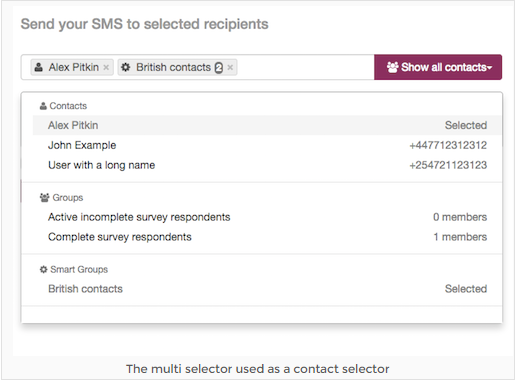 Send your SMS to selected recipients
Alex Pitkin × British contacts 2 × Show all contacts
Contacts
Alex Pitkin Selected
John Example +447712312312
User with a long name +254721123123
Groups
Active incomplete survey respondents 0 members
Complete survey respondents 1 members
Smart Groups
British contacts Selected
The multi selector used as a contact selector